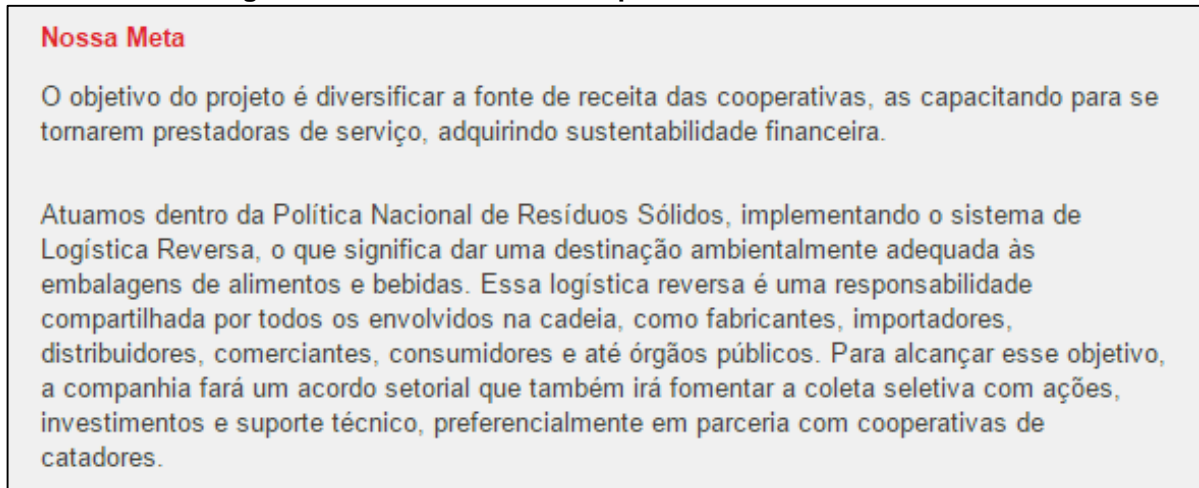 Nossa Meta
O objetivo do projeto é diversificar a fonte de receita das cooperativas, as capacitando para se
tornarem prestadoras de serviço, adquirindo sustentabilidade financeira.
Atuamos dentro da Política Nacional de Resíduos Sólidos, implementando o sistema de
Logística Reversa, o que significa dar uma destinação ambientalmente adequada às
embalagens de alimentos e bebidas. Essa logística reversa é uma responsabilidade
compartilhada por todos os envolvidos na cadeia, como fabricantes, importadores,
distribuidores, comerciantes, consumidores e até órgãos públicos. Para alcançar esse objetivo,
a companhia fará um acordo setorial que também irá fomentar a coleta seletiva com ações,
investimentos e suporte técnico, preferencialmente em parceria com cooperativas de
catadores.